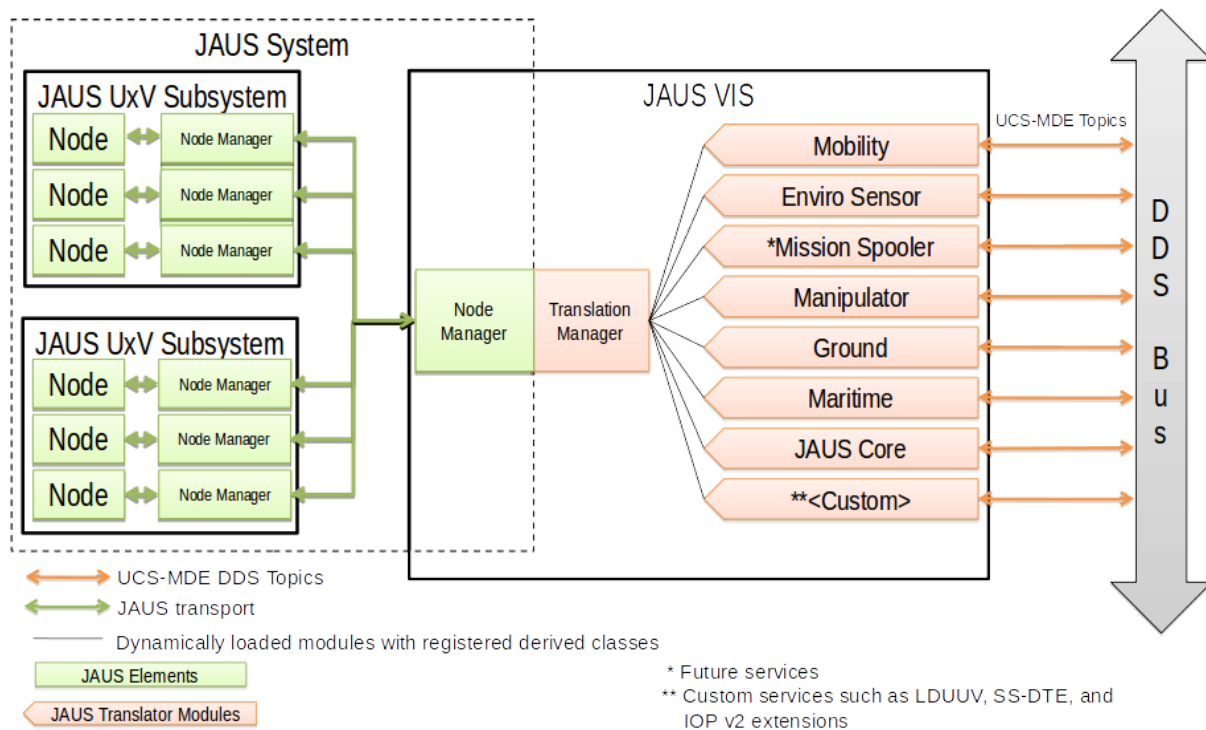 JAUS System
JAUS UxV Subsystem
Node
Node Manager
Node
Node Manager
Node
Node Manager
JAUS UxV Subsystem
Node
Node Manager
Node
Node Manager
Node
Node Manager
JAUS VIS
Node
Manager
Translation
Manager
Mobility
Enviro Sensor
*Mission Spooler
Manipulator
Ground
Maritime
JAUS Core
**<Custom>
UCS-MDE Topics
DDS Bus
UCS-MDE DDS Topics
JAUS transport
Dynamically loaded modules with registered derived classes
JAUS Elements
JAUS Translator Modules
* Future services
** Custom services such as LDUUV, SS-DTE, and
IOP v2 extensions